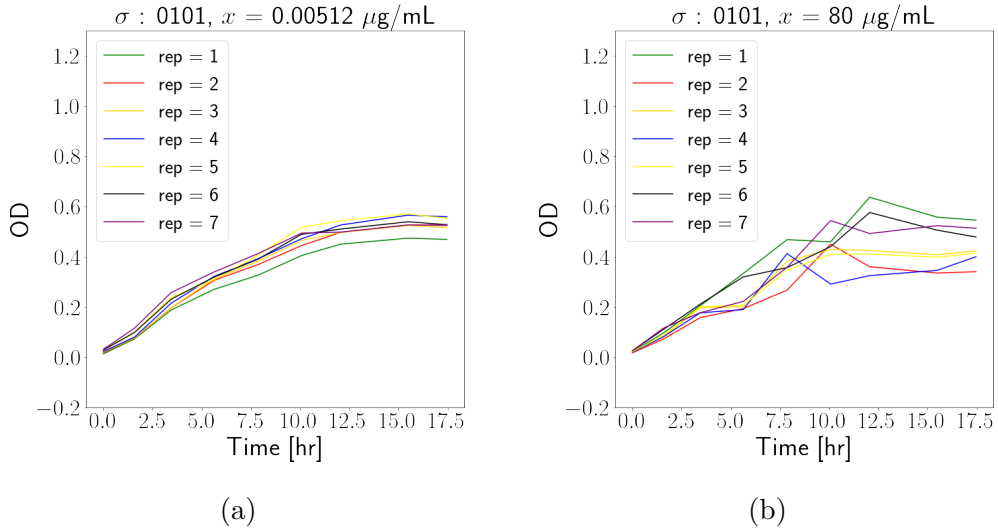 σ : 0101, x = 0.00512 μg/mL
1.2
1.0
0.8
0.6
0.4
0.2
0.0
−0.2
OD
rep = 1
rep = 2
rep = 3
rep = 4
rep = 5
rep = 6
rep = 7
0.0 2.5 5.0 7.5 10.0 12.5 15.0 17.5
Time [hr]
(a)
σ : 0101, x = 80 μg/mL
1.2
1.0
0.8
0.6
0.4
0.2
0.0
−0.2
OD
rep = 1
rep = 2
rep = 3
rep = 4
rep = 5
rep = 6
rep = 7
0.0 2.5 5.0 7.5 10.0 12.5 15.0 17.5
Time [hr]
(b)